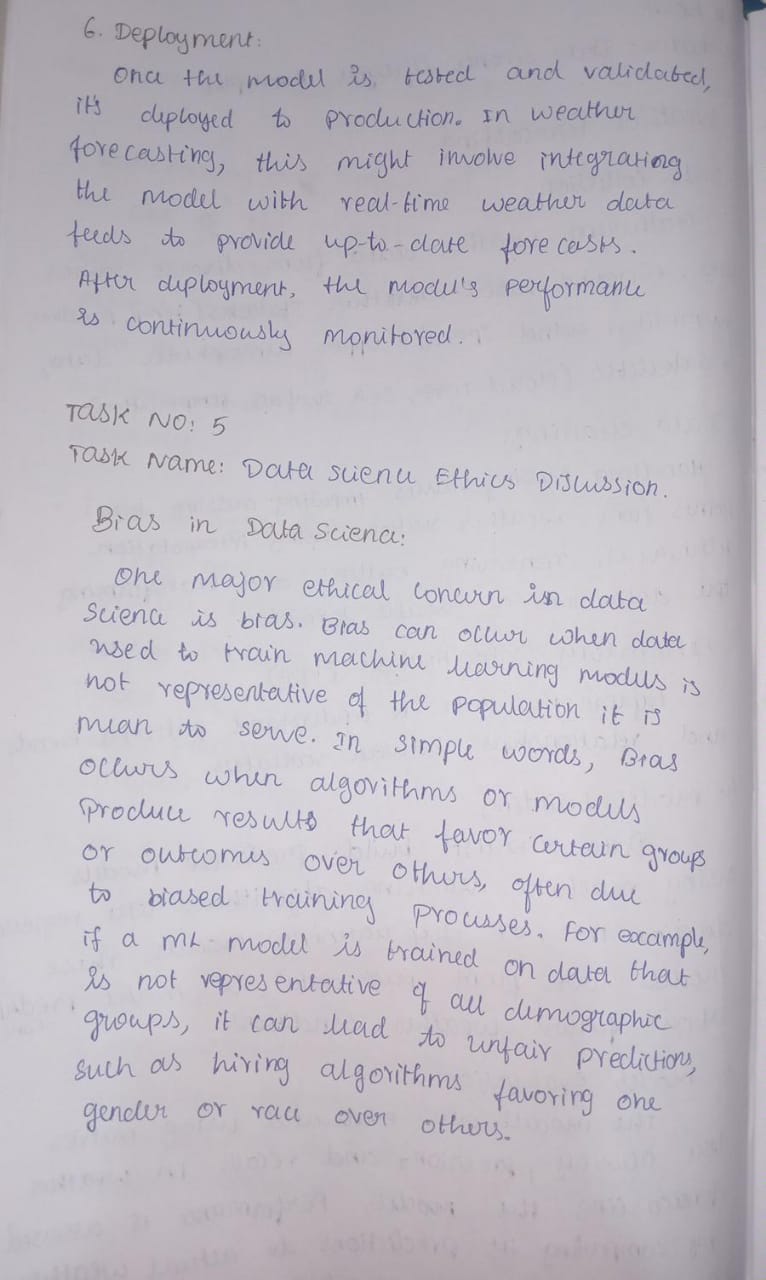 6. Deployment:
Once the model is tested and validated,
it's deployed to production. In weather
forecasting, this might involve integrating
the model with real-time weather data
feeds to provide up-to-date forecasts.
After deployment, the model's performance
is continuously monitored.
Task No: 5
Task Name: Data Science Ethics Discussion.
Bias in Data Science:
One major ethical concern in data
science is bias. Bias can occur when data
used to train machine learning models is
not representative of the population it is
mean to serve. In simple words, Bias
occurs when algorithms or models
produce results that favor certain groups
or outcomes over others, often due
to biased training processes. For example,
if a ML model is trained on data that
is not representative of all demographic
groups, it can lead to unfair predictions,
such as hiring algorithms favoring one
gender or race over others.